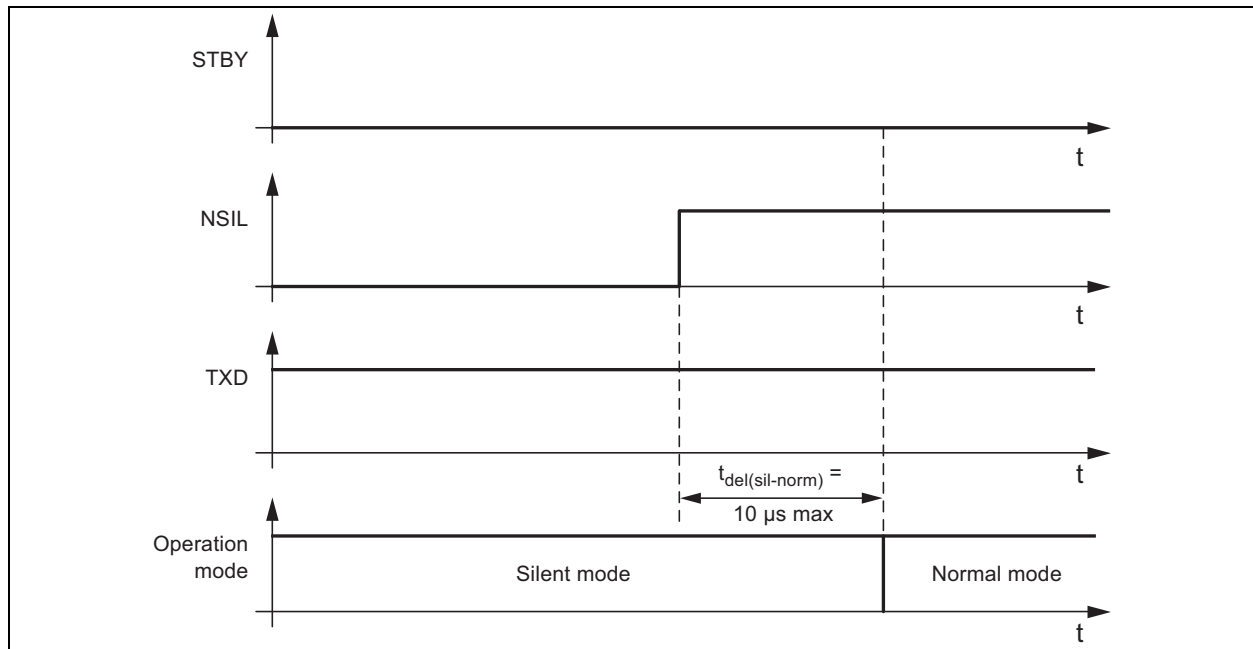 STBY
t
NSIL
t
TXD
t
tdel(sil-norm) =
10 µs max
Operation
mode
Silent mode
Normal mode
t